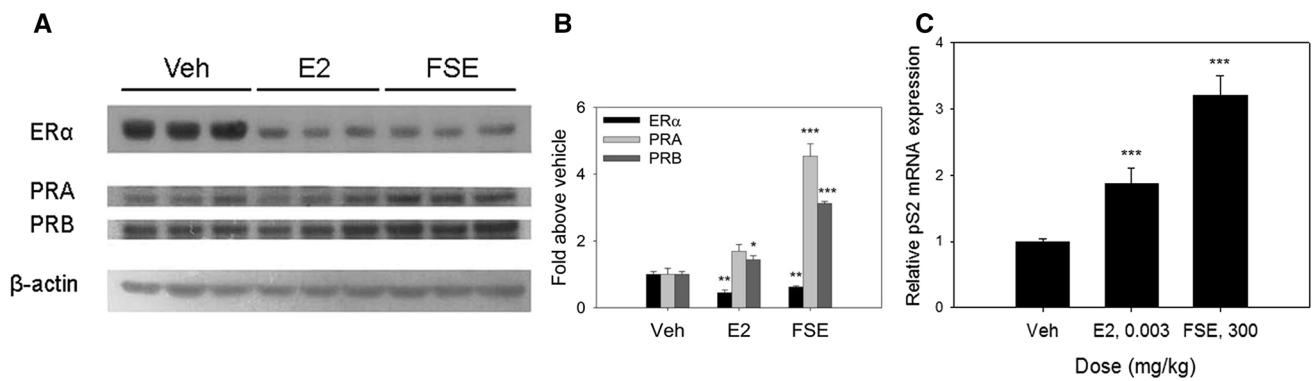 A
Veh E2 FSE
ERα
PRA
PRB
β-actin
B
Fold above vehicle
6
4
2
0
ERα
PRA
PRB
**
*
**
***
***
Veh E2 FSE
C
Relative pS2 mRNA expression
4
3
2
1
0
***
***
Veh E2, 0.003 FSE, 300
Dose (mg/kg)